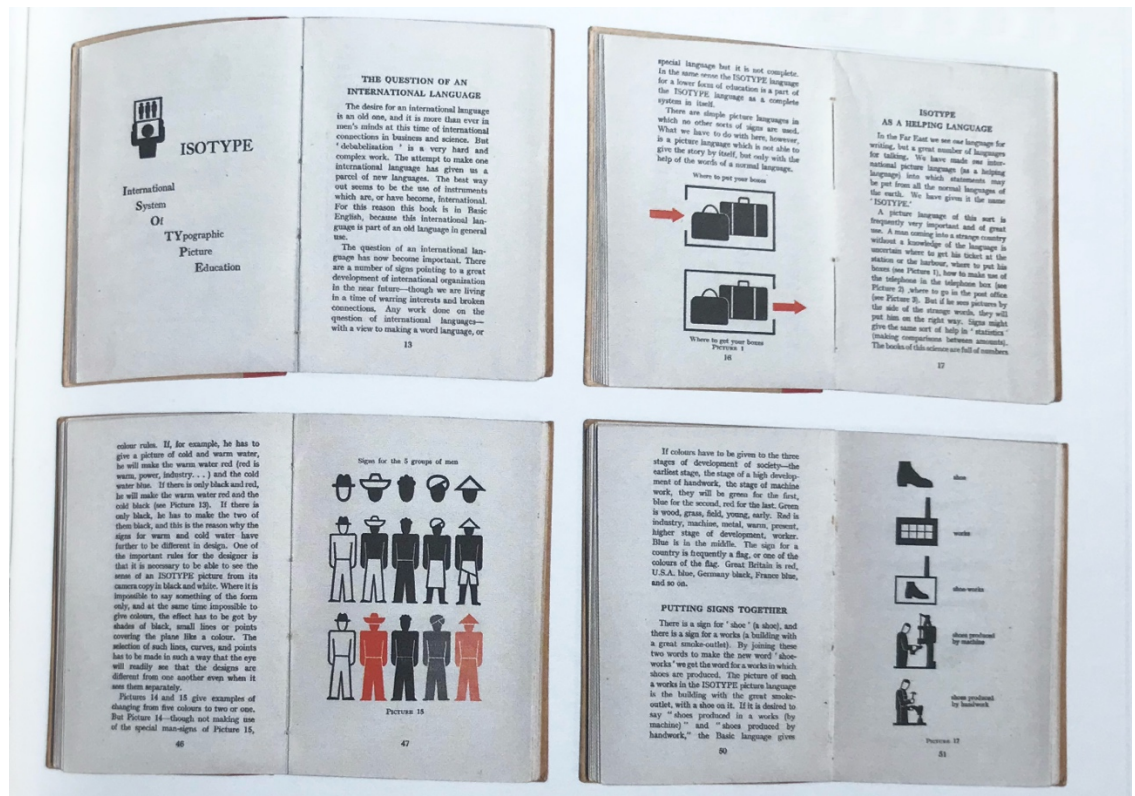 ISOTYPE
International
System
Of
TYpographic
Picture
Education
THE QUESTION OF AN
INTERNATIONAL LANGUAGE
The desire for an international language
is an old one, and it is more than ever in
men's minds at this time of international
connections in business and science. But
‘debabelisation’ is a very hard and
complex work. The attempt to make one
international language has given us a
parcel of new languages. The best way
out seems to be the use of instruments
which are, or have become, international.
For this reason this book is in Basic
English, because this international lan-
guage is part of an old language in general
use.
The question of an international lan-
guage has now become important. There
are a number of signs pointing to a great
development of international organization
in the near future—though we are living
in a time of warring interests and broken
connections. Any work done on the
question of international languages—
with a view to making a word language, or
13
special language but it is not complete.
In the same sense the ISOTYPE language
for a lower form of education is a part of
the ISOTYPE language as a complete
system in itself.
There are simple picture languages in
which no other sorts of signs are used.
What we have to do with here, however,
is a picture language which is not able to
give the story by itself, but only with the
help of the words of a normal language.
Where to put your boxes
Where to get your boxes
PICTURE 1
16
ISOTYPE
AS A HELPING LANGUAGE
In the Far East we see one language for
writing, but a great number of languages
for talking. We have made one inter-
national picture language (as a helping
language) into which statements may
be put from all the normal languages of
the earth. We have given it the name
‘ISOTYPE.’
A picture language of this sort is
frequently very important and of great
use. A man coming into a strange country
without a knowledge of the language is
uncertain where to get his ticket at the
station or the harbour, where to put his
boxes (see Picture 1), how to make use of
the telephone in the telephone box (see
Picture 2) ,where to go in the post office
(see Picture 3). But if he sees pictures by
the side of the strange words, they will
put him on the right way. Signs might
give the same sort of help in ‘statistics’
(making comparisons between amounts).
The books of this science are full of numbers
17
colour rules. If, for example, he has to
give a picture of cold and warm water,
he will make the warm water red (red is
warm, power, industry. . .) and the cold
water blue. If there is only black and red,
he will make the warm water red and the
cold black (see Picture 13). If there is
only black, he has to make the two of
them black, and this is the reason why the
signs for warm and cold water have
further to be different in design. One of
the important rules for the designer is
that it is necessary to be able to see the
sense of an ISOTYPE picture from its
camera copy in black and white. Where it is
impossible to say something of the form
only, and at the same time impossible to
give colours, the effect has to be got by
shades of black, small lines or points
covering the plane like a colour. The
selection of such lines, curves, and points
has to be made in such a way that the eye
will readily see that the designs are
different from one another even when it
sees them separately.
Pictures 14 and 15 give examples of
changing from five colours to two or one.
But Picture 14—though not making use
of the special man-signs of Picture 15,
46
Signs for the 5 groups of men
PICTURE 15
47
If colours have to be given to the three
stages of development of society—the
earliest stage, the stage of a high develop-
ment of handwork, the stage of machine
work, they will be green for the first,
blue for the second, red for the last. Green
is wood, grass, field, young, early. Red is
industry, machine, metal, warm, present,
higher stage of development, worker.
Blue is in the middle. The sign for a
country is frequently a flag, or one of the
colours of the flag. Great Britain is red,
U.S.A. blue, Germany black, France blue,
and so on.
PUTTING SIGNS TOGETHER
There is a sign for ‘shoe’ (a shoe), and
there is a sign for a works (a building with
a great smoke-outlet). By joining these
two words to make the new word ‘shoe-
works’ we get the word for a works in which
shoes are produced. The picture of such
a works in the ISOTYPE picture language
is the building with the great smoke-
outlet, with a shoe on it. If it is desired to
say “shoes produced in a works (by
machine)” and “shoes produced by
handwork,” the Basic language gives
50
shoe
works
shoe-works
shoes produced
by machine
shoes produced
by handwork
PICTURE 17
51